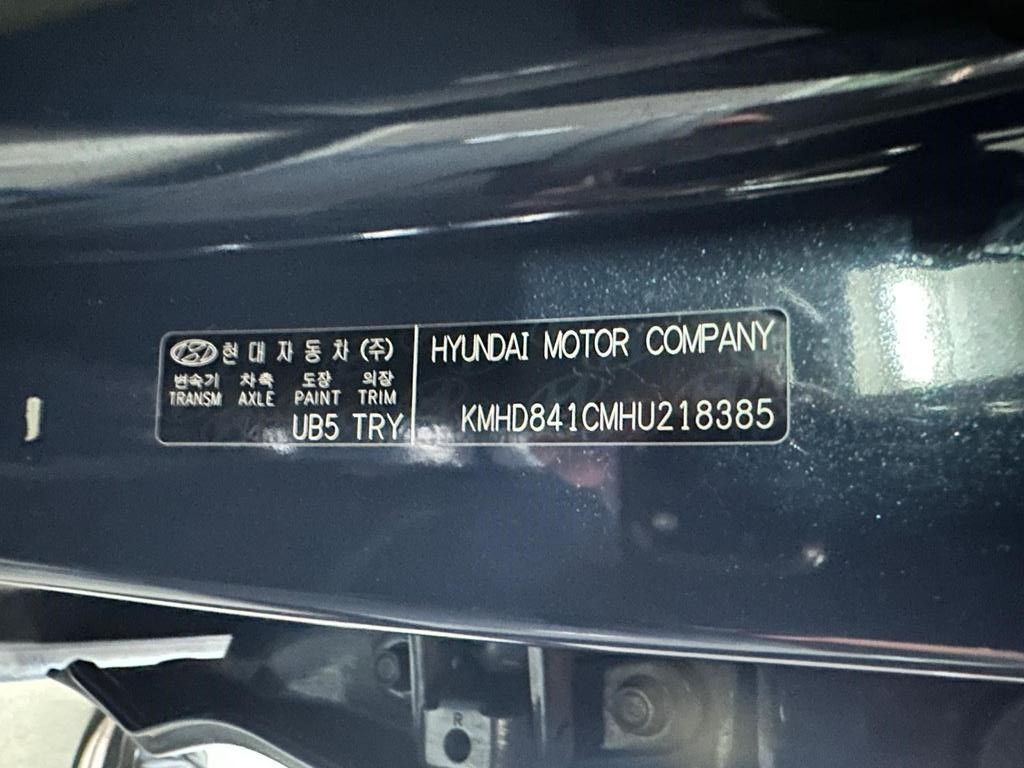 현대자동차(주)
변속기 차축 도장 의장
TRANSM AXLE PAINT TRIM
UB5 TRY
HYUNDAI MOTOR COMPANY
KMHD841CMHU218385
R